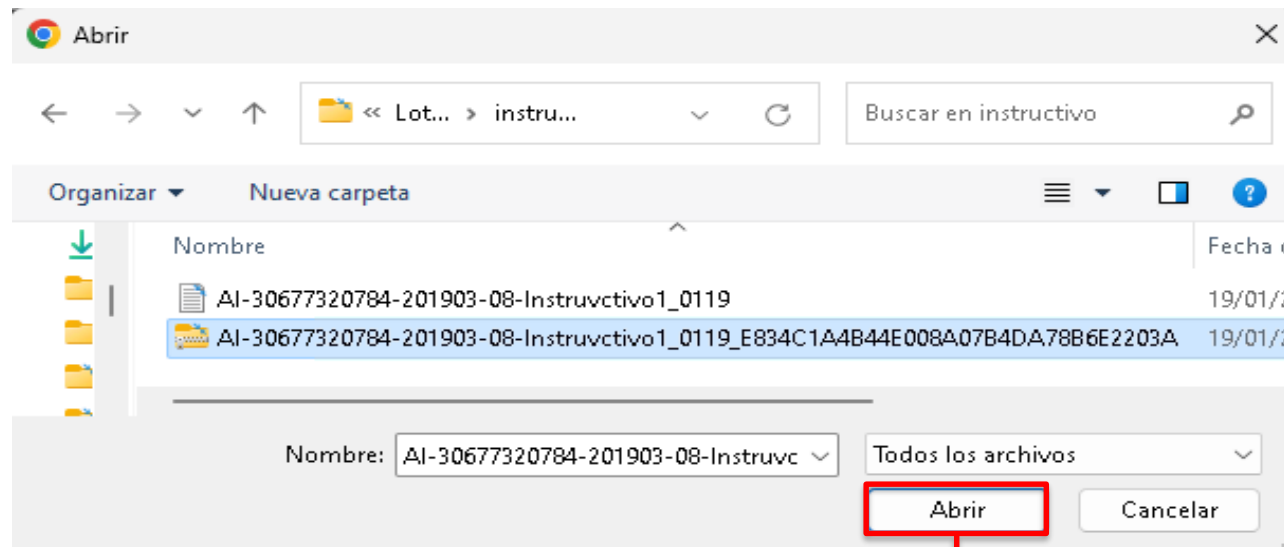 Abrir
« Lot... > instru... Buscar en instructivo
Organizar Nueva carpeta ?
Nombre Fecha
AI-30677320784-201903-08-Instruvctivo1_0119 19/01/
AI-30677320784-201903-08-Instruvctivo1_0119_E834C1A4B44E008A07B4DA78B6E2203A 19/01/
Nombre: AI-30677320784-201903-08-Instruvc Todos los archivos
Abrir Cancelar